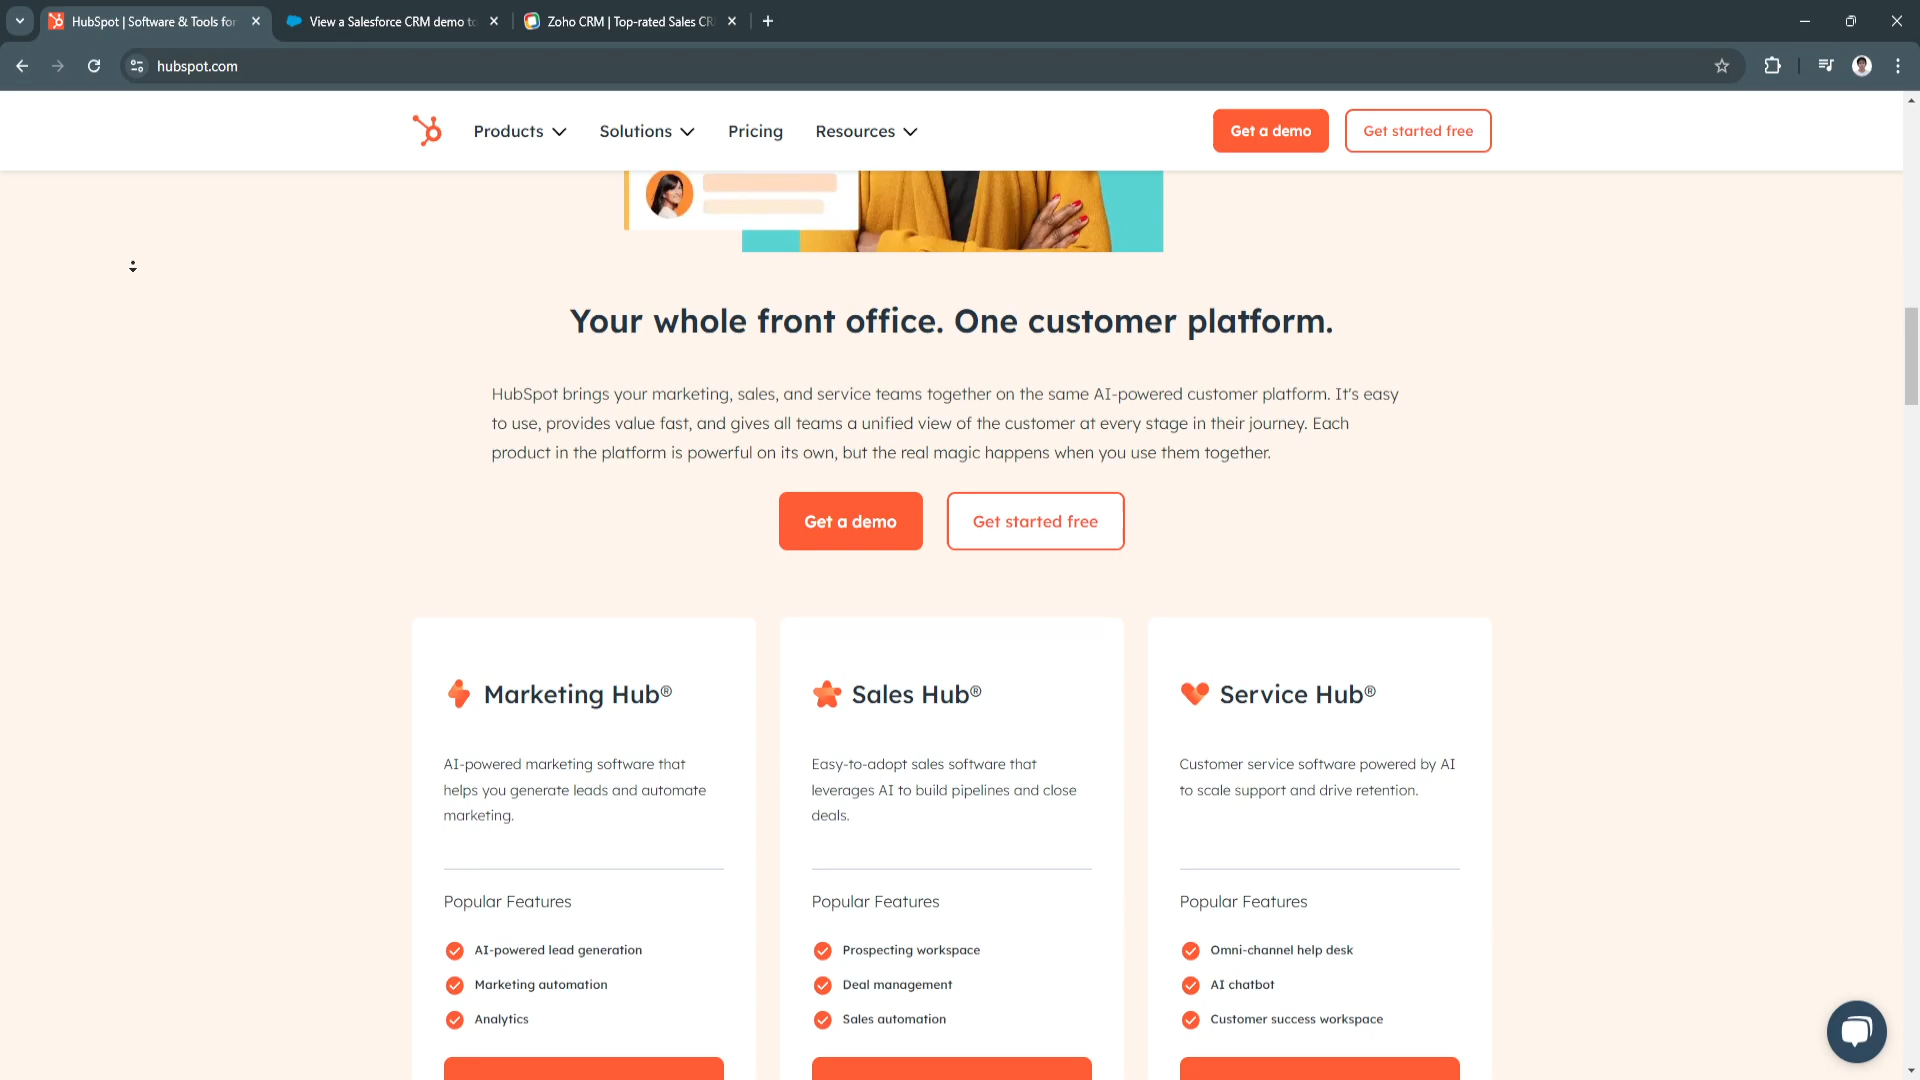 HubSpot | Software & Tools for
View a Salesforce CRM demo to
Zoho CRM | Top-rated Sales CR
hubspot.com
Products
Solutions
Pricing
Resources
Get a demo
Get started free
Your whole front office. One customer platform.
HubSpot brings your marketing, sales, and service teams together on the same AI-powered customer platform. It's easy
to use, provides value fast, and gives all teams a unified view of the customer at every stage in their journey. Each
product in the platform is powerful on its own, but the real magic happens when you use them together.
Get a demo
Get started free
Marketing Hub®
AI-powered marketing software that
helps you generate leads and automate
marketing.
Popular Features
AI-powered lead generation
Marketing automation
Analytics
Sales Hub®
Easy-to-adopt sales software that
leverages AI to build pipelines and close
deals.
Popular Features
Prospecting workspace
Deal management
Sales automation
Service Hub®
Customer service software powered by AI
to scale support and drive retention.
Popular Features
Omni-channel help desk
AI chatbot
Customer success workspace